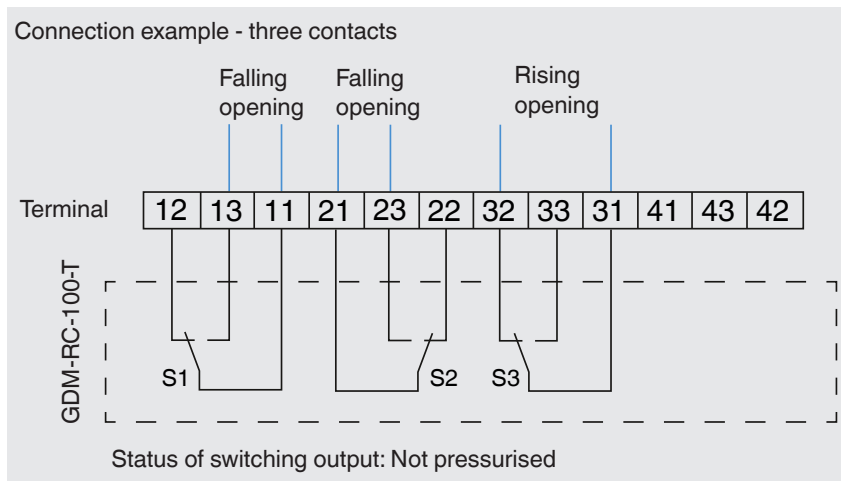 Connection example - three contacts
Falling opening
Falling opening
Rising opening
Terminal
12 13 11 21 23 22 32 33 31 41 43 42
GDM-RC-100-T
S1
S2
S3
Status of switching output: Not pressurised